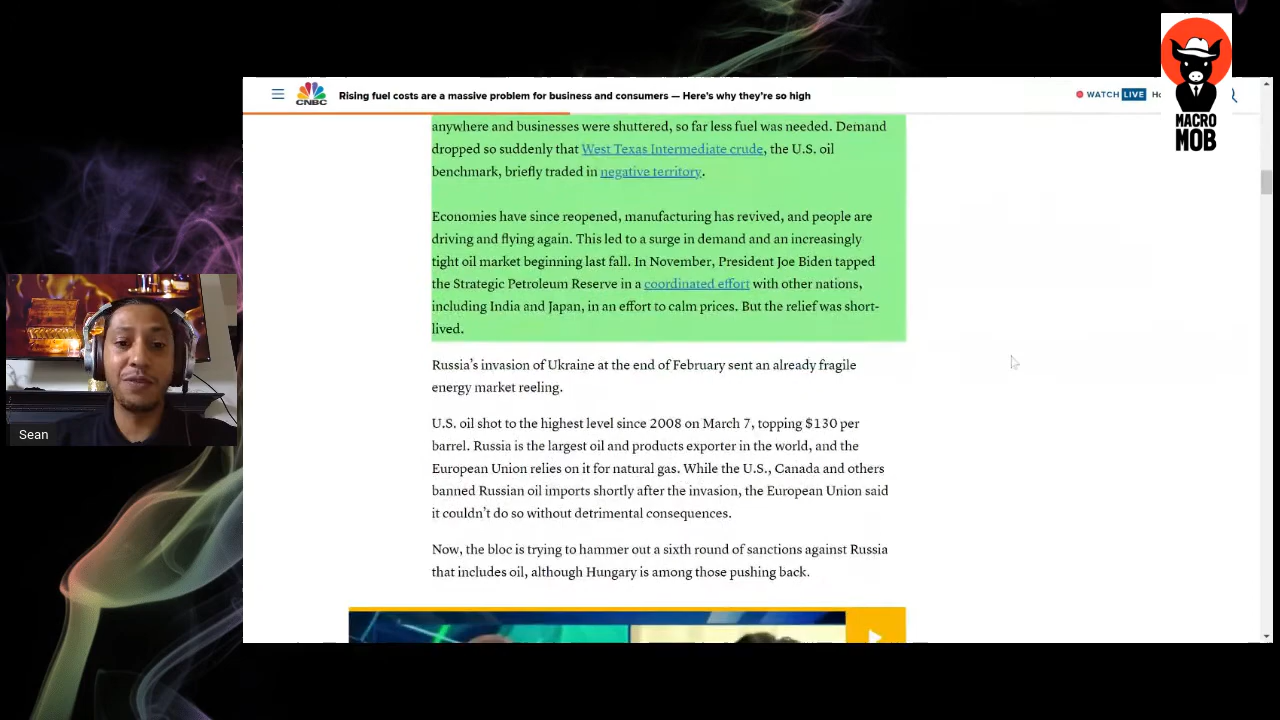 CNBC
Rising fuel costs are a massive problem for business and consumers — Here's why they're so high
WATCH LIVE
MACRO
MOB
anywhere and businesses were shuttered, so far less fuel was needed. Demand
dropped so suddenly that West Texas Intermediate crude, the U.S. oil
benchmark, briefly traded in negative territory.
Economies have since reopened, manufacturing has revived, and people are
driving and flying again. This led to a surge in demand and an increasingly
tight oil market beginning last fall. In November, President Joe Biden tapped
the Strategic Petroleum Reserve in a coordinated effort with other nations,
including India and Japan, in an effort to calm prices. But the relief was short-
lived.
Russia's invasion of Ukraine at the end of February sent an already fragile
energy market reeling.
U.S. oil shot to the highest level since 2008 on March 7, topping $130 per
barrel. Russia is the largest oil and products exporter in the world, and the
European Union relies on it for natural gas. While the U.S., Canada and others
banned Russian oil imports shortly after the invasion, the European Union said
it couldn't do so without detrimental consequences.
Now, the bloc is trying to hammer out a sixth round of sanctions against Russia
that includes oil, although Hungary is among those pushing back.
Sean